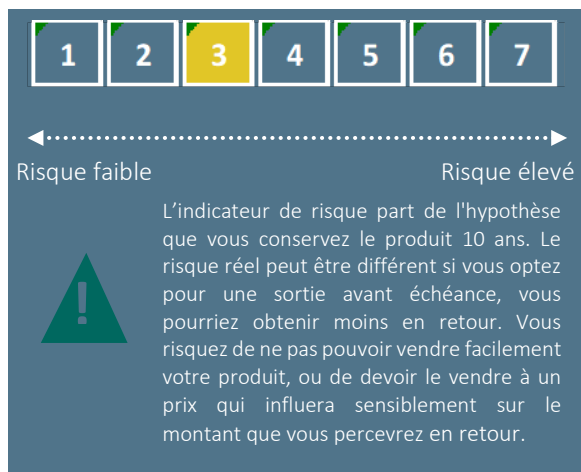 1 2 3 4 5 6 7
Risque faible Risque élevé
L’indicateur de risque part de l'hypothèse
que vous conservez le produit 10 ans. Le
risque réel peut être différent si vous optez
pour une sortie avant échéance, vous
pourriez obtenir moins en retour. Vous
risquez de ne pas pouvoir vendre facilement
votre produit, ou de devoir le vendre à un
prix qui influera sensiblement sur le
montant que vous percevrez en retour.
!